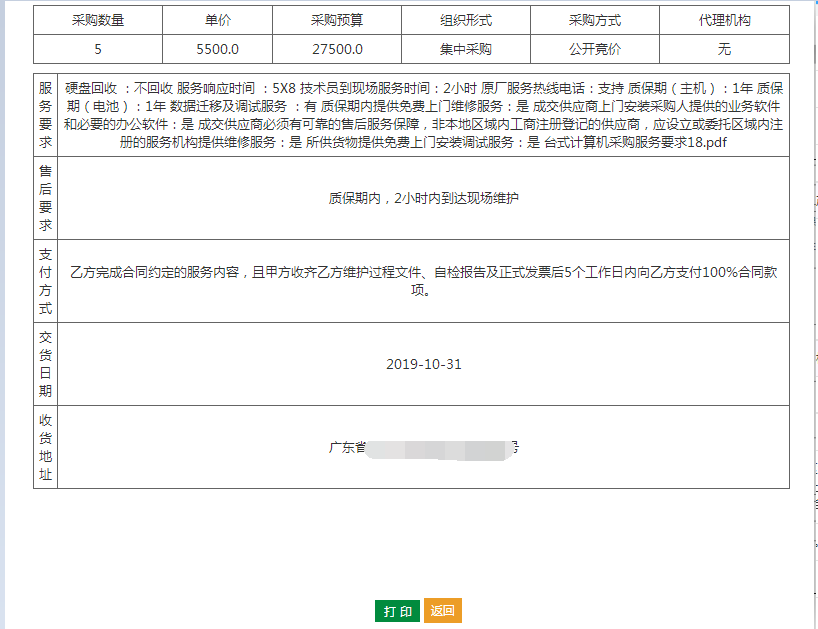 采购数量 单价 采购预算 组织形式 采购方式 代理机构
5 5500.0 27500.0 集中采购 公开竞价 无
服务要求
硬盘回收 ：不回收 服务响应时间 ：5X8 技术员到现场服务时间：2小时 原厂服务热线电话：支持 质保期（主机）：1年 质保
期（电池）：1年 数据迁移及调试服务 ：有 质保期内提供免费上门维修服务：是 成交供应商上门安装采购人提供的业务软件
和必要的办公软件：是 成交供应商必须有可靠的售后服务保障，非本地区域内工商注册登记的供应商，应设立或委托区域内注
册的服务机构提供维修服务：是 所供货物提供免费上门安装调试服务：是 台式计算机采购服务要求18.pdf
售后要求
质保期内，2小时内到达现场维护
支付方式
乙方完成合同约定的服务内容，且甲方收齐乙方维护过程文件、自检报告及正式发票后5个工作日内向乙方支付100%合同款
项。
交货日期
2019-10-31
收货地址
广东省 号
打 印 返回